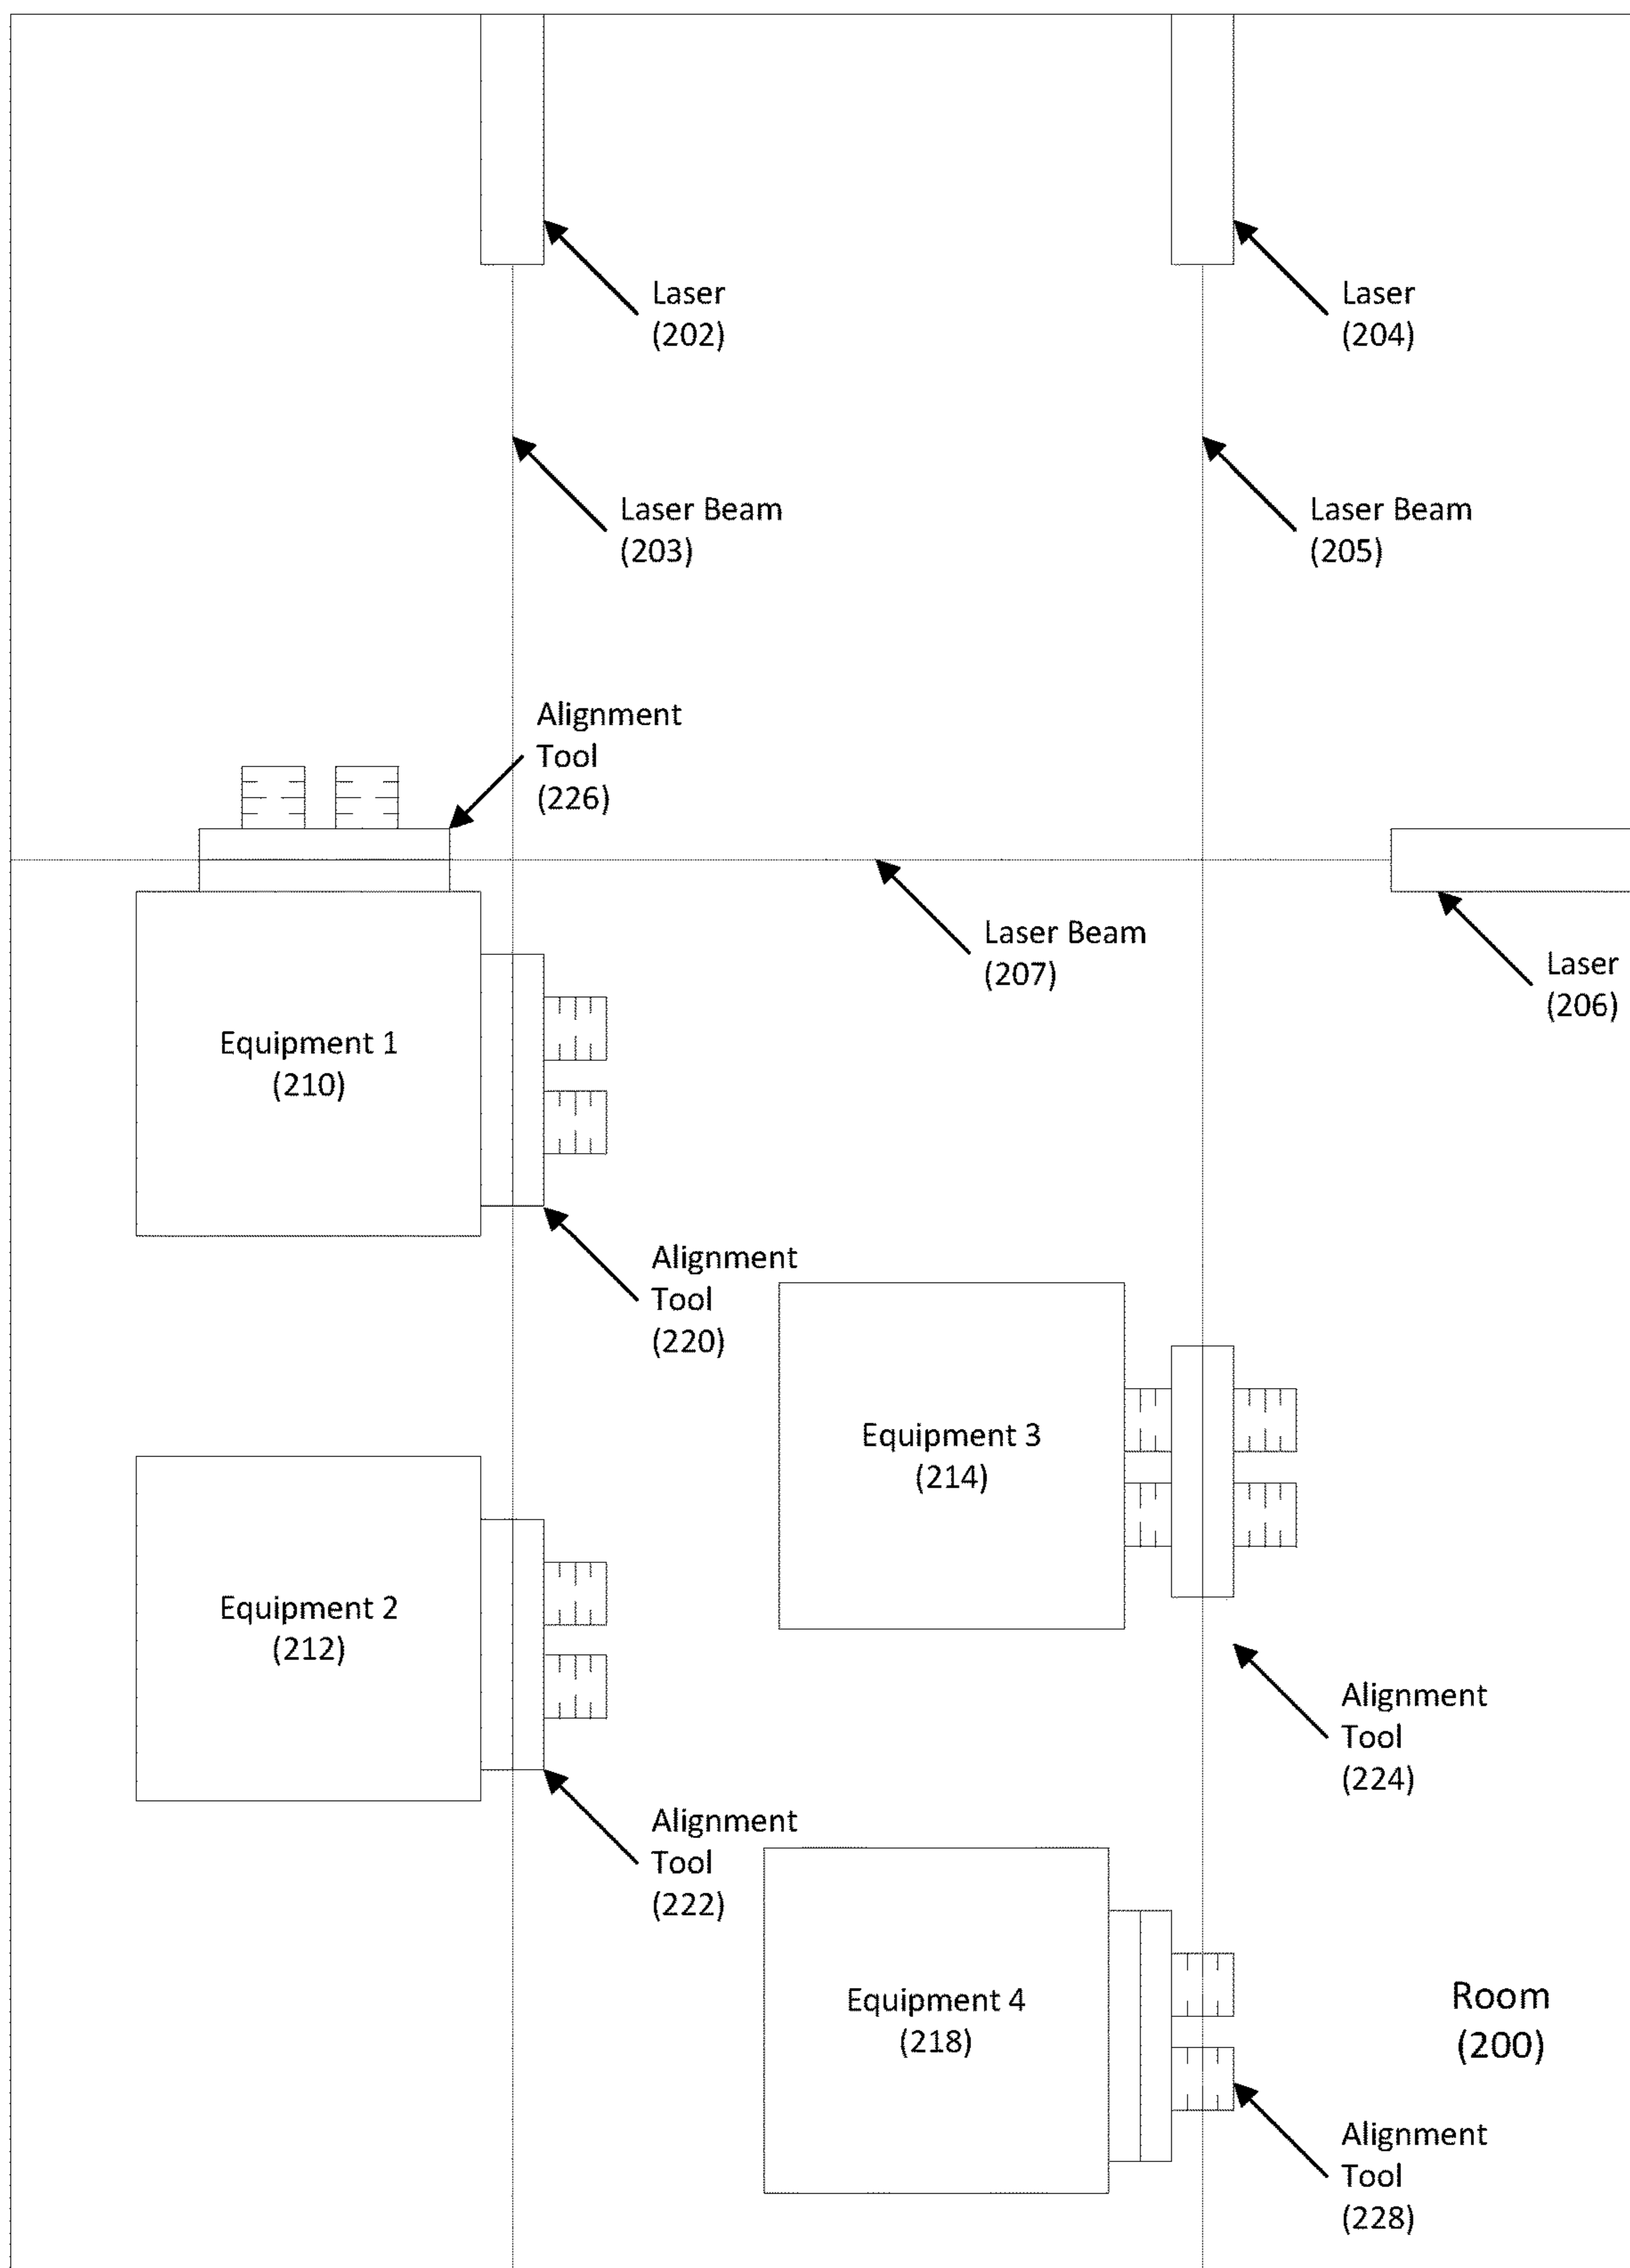 Laser
(202)
Laser
(204)
Laser Beam
(203)
Laser Beam
(205)
Alignment
Tool
(226)
Laser Beam
(207)
Laser
(206)
Equipment 1
(210)
Alignment
Tool
(220)
Equipment 3
(214)
Equipment 2
(212)
Alignment
Tool
(224)
Alignment
Tool
(222)
Equipment 4
(218)
Room
(200)
Alignment
Tool
(228)